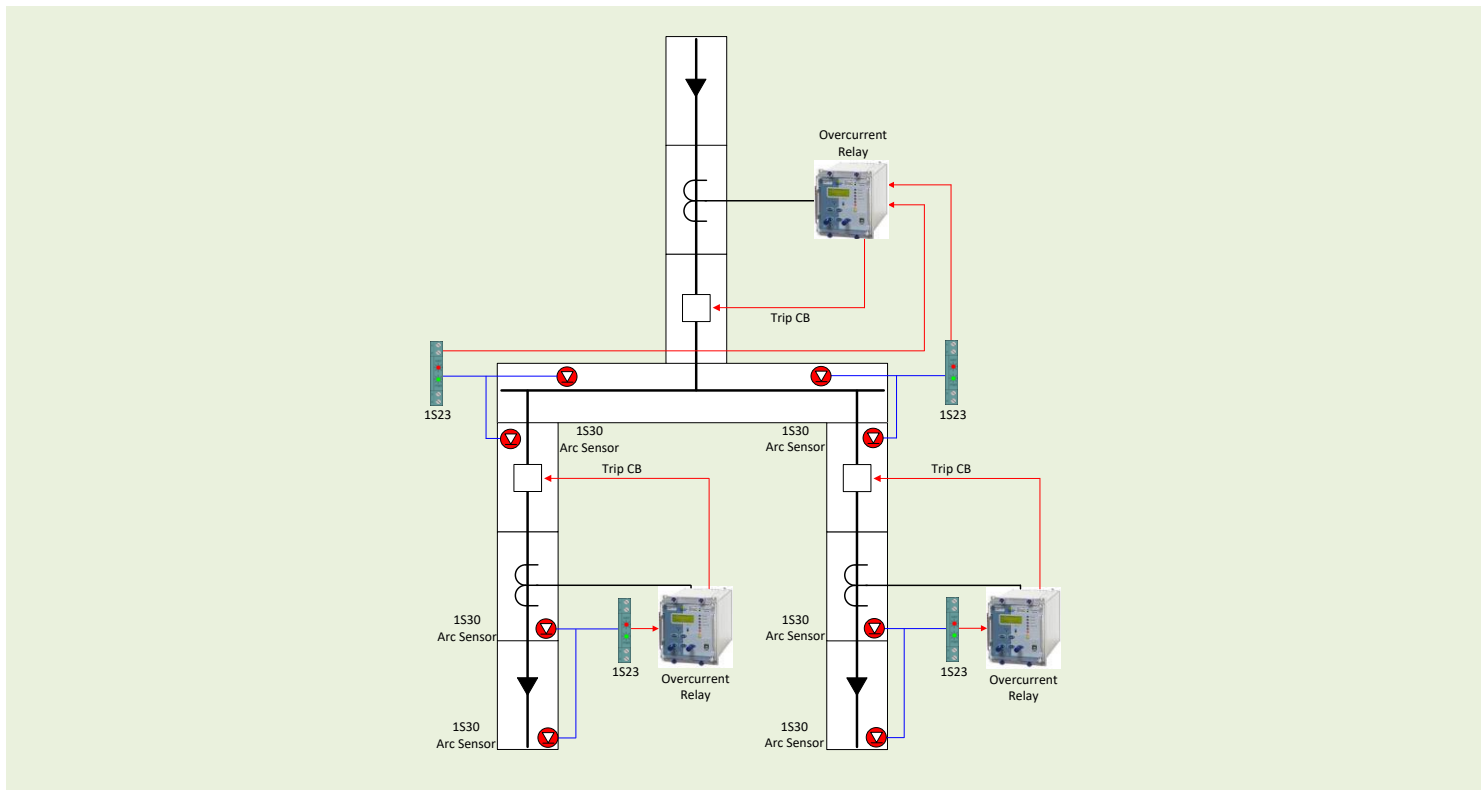 Overcurrent
Relay
Trip CB
1S23
1S23
1S30
Arc Sensor
1S30
Arc Sensor
Trip CB
Trip CB
1S30
Arc Sensor
1S23
Overcurrent
Relay
1S30
Arc Sensor
1S23
Overcurrent
Relay
1S30
Arc Sensor
1S30
Arc Sensor